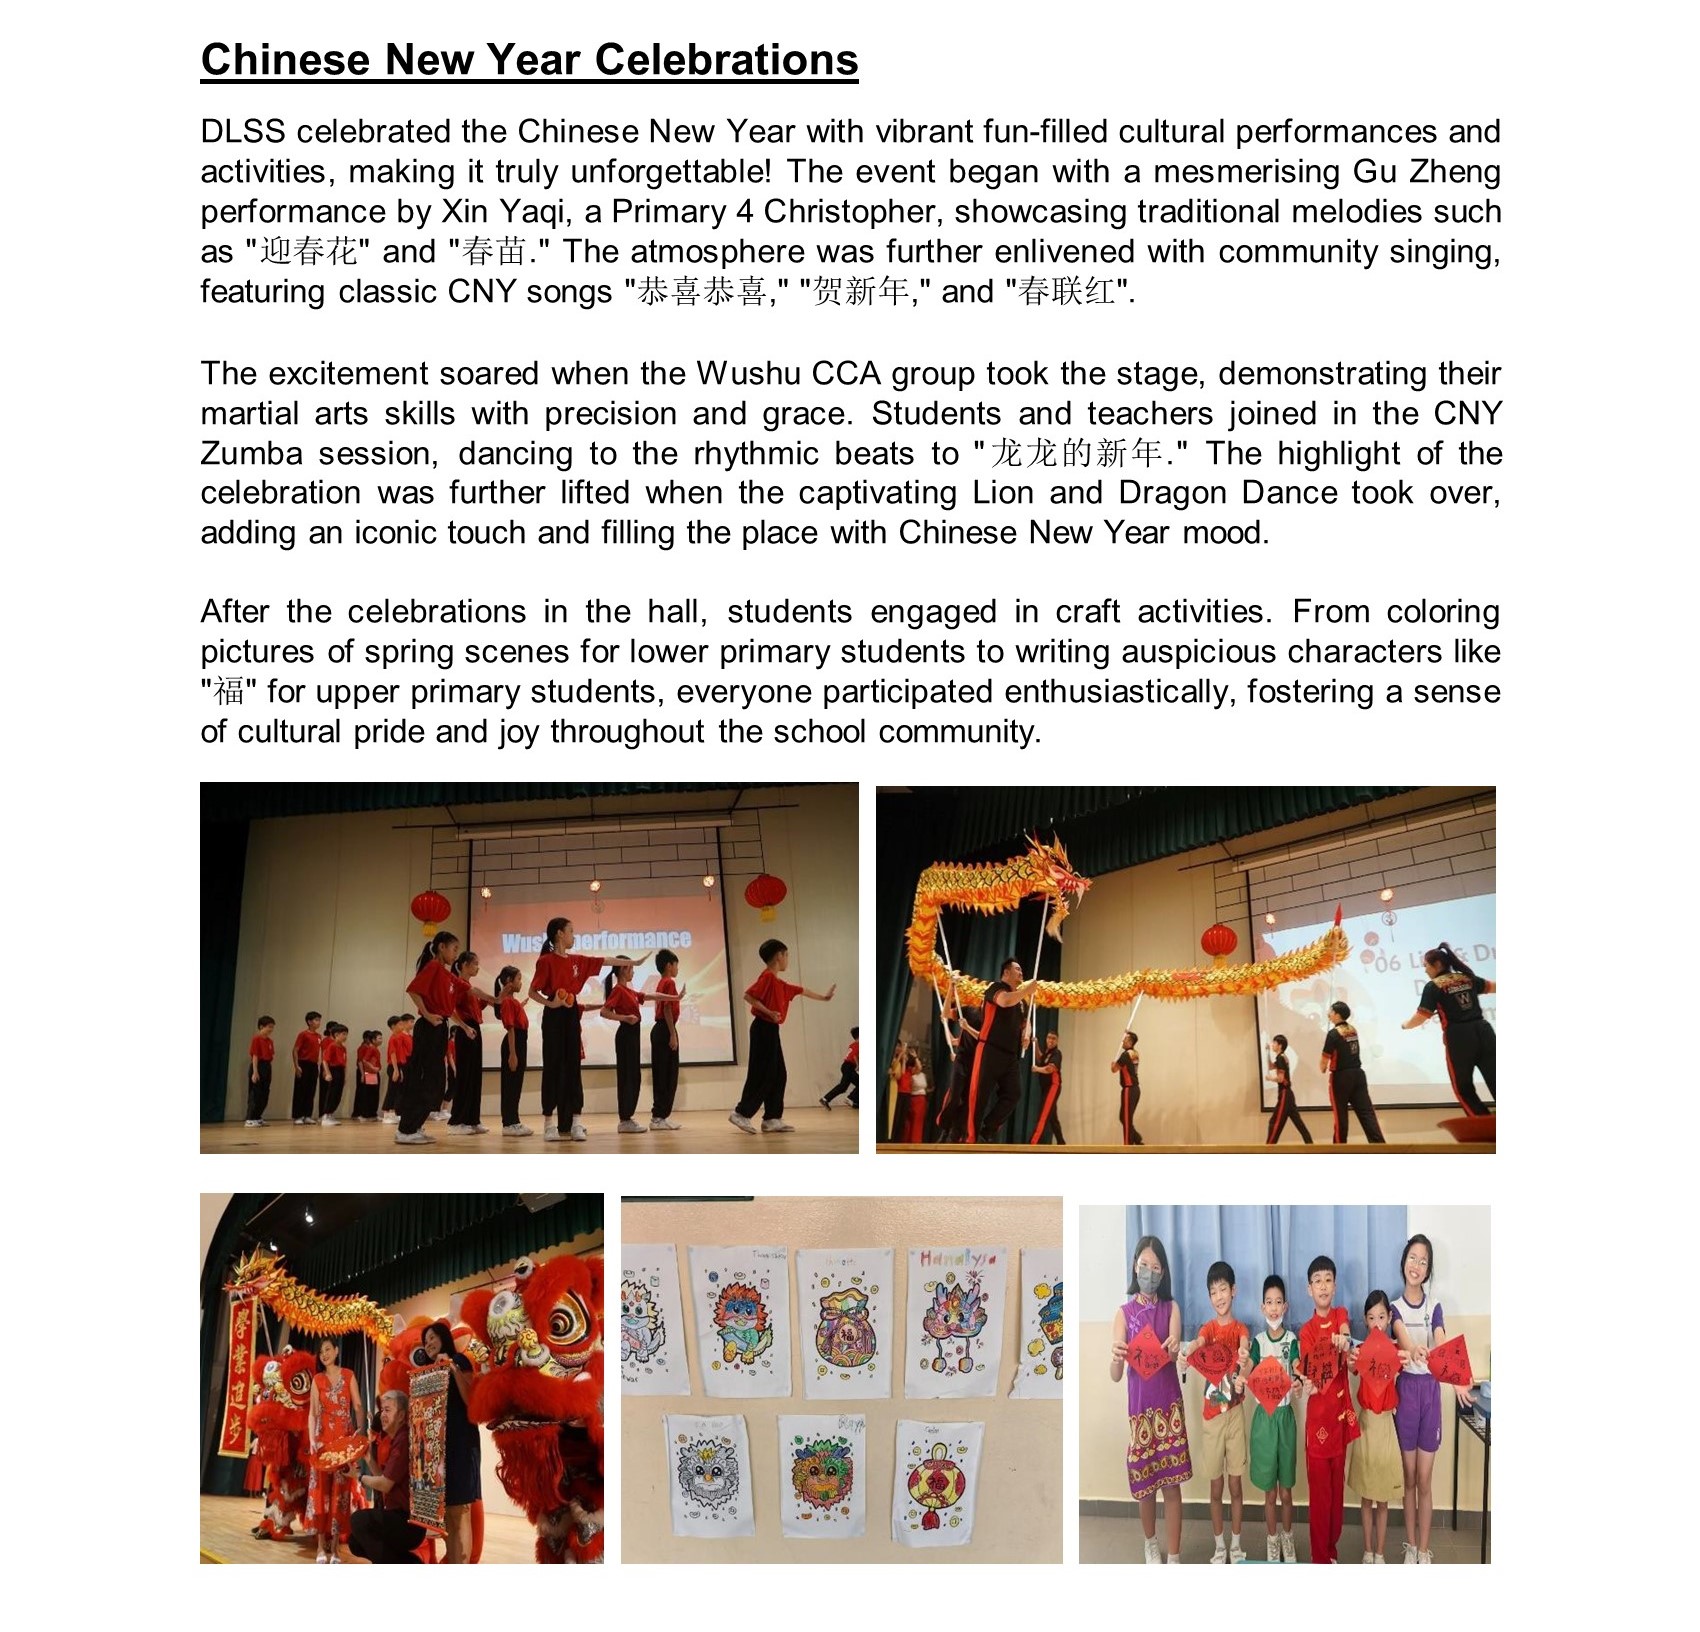 Chinese New Year Celebrations
DLSS celebrated the Chinese New Year with vibrant fun-filled cultural performances and
activities, making it truly unforgettable! The event began with a mesmerising Gu Zheng
performance by Xin Yaqi, a Primary 4 Christopher, showcasing traditional melodies such
as "迎春花" and "春苗." The atmosphere was further enlivened with community singing,
featuring classic CNY songs "恭喜恭喜," "贺新年," and "春联红".
The excitement soared when the Wushu CCA group took the stage, demonstrating their
martial arts skills with precision and grace. Students and teachers joined in the CNY
Zumba session, dancing to the rhythmic beats to "龙龙的新年." The highlight of the
celebration was further lifted when the captivating Lion and Dragon Dance took over,
adding an iconic touch and filling the place with Chinese New Year mood.
After the celebrations in the hall, students engaged in craft activities. From coloring
pictures of spring scenes for lower primary students to writing auspicious characters like
"福" for upper primary students, everyone participated enthusiastically, fostering a sense
of cultural pride and joy throughout the school community.
performance
06
學業進步
Hanalysa
福
福